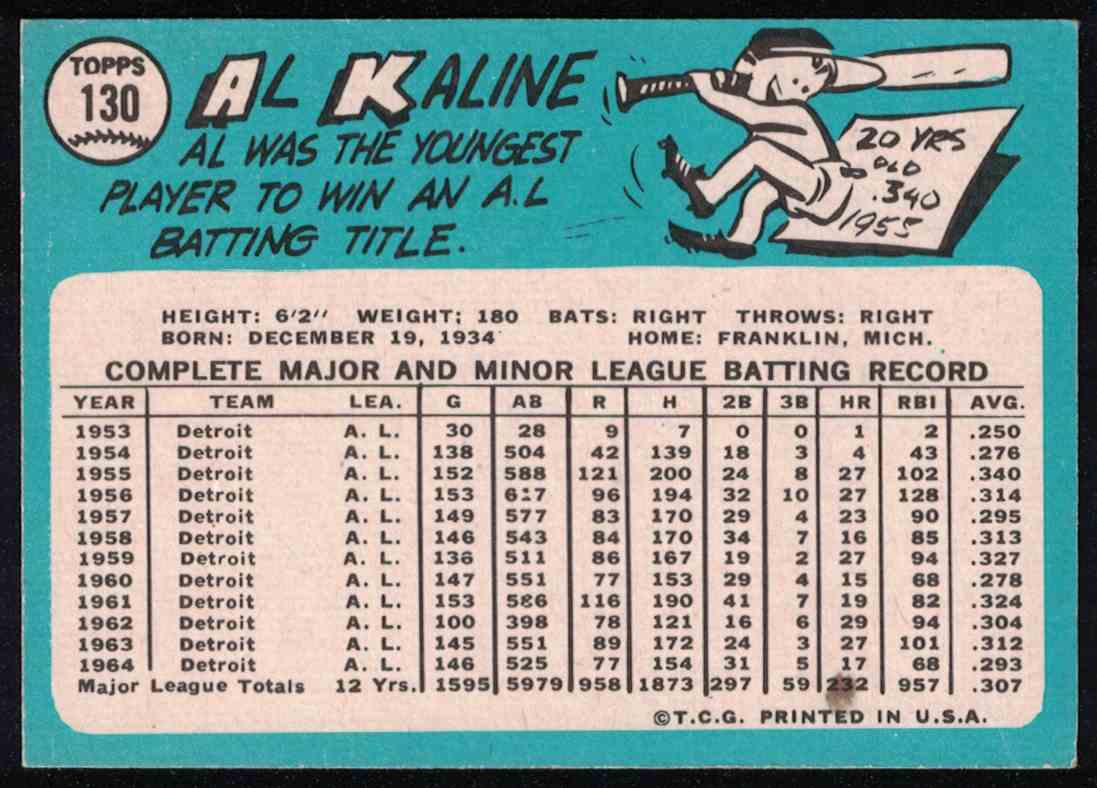 TOPPS
130
AL KALINE
AL WAS THE YOUNGEST
PLAYER TO WIN AN A.L
BATTING TITLE.
20 YRS
OLD
.340
1955
HEIGHT: 6'2" WEIGHT; 180 BATS: RIGHT THROWS: RIGHT
BORN: DECEMBER 19, 1934 HOME: FRANKLIN, MICH.
COMPLETE MAJOR AND MINOR LEAGUE BATTING RECORD
YEAR TEAM LEA. G AB R H 2B 3B HR RBI AVG.
1953 Detroit A. L. 30 28 9 7 0 0 1 2 .250
1954 Detroit A. L. 138 504 42 139 18 3 4 43 .276
1955 Detroit A. L. 152 588 121 200 24 8 27 102 .340
1956 Detroit A. L. 153 617 96 194 32 10 27 128 .314
1957 Detroit A. L. 149 577 83 170 29 4 23 90 .295
1958 Detroit A. L. 146 543 84 170 34 7 16 85 .313
1959 Detroit A. L. 136 511 86 167 19 2 27 94 .327
1960 Detroit A. L. 147 551 77 153 29 4 15 68 .278
1961 Detroit A. L. 153 586 116 190 41 7 19 82 .324
1962 Detroit A. L. 100 398 78 121 16 6 29 94 .304
1963 Detroit A. L. 145 551 89 172 24 3 27 101 .312
1964 Detroit A. L. 146 525 77 154 31 5 17 68 .293
Major League Totals 12 Yrs. 1595 5979 958 1873 297 59 232 957 .307
©T.C.G. PRINTED IN U.S.A.